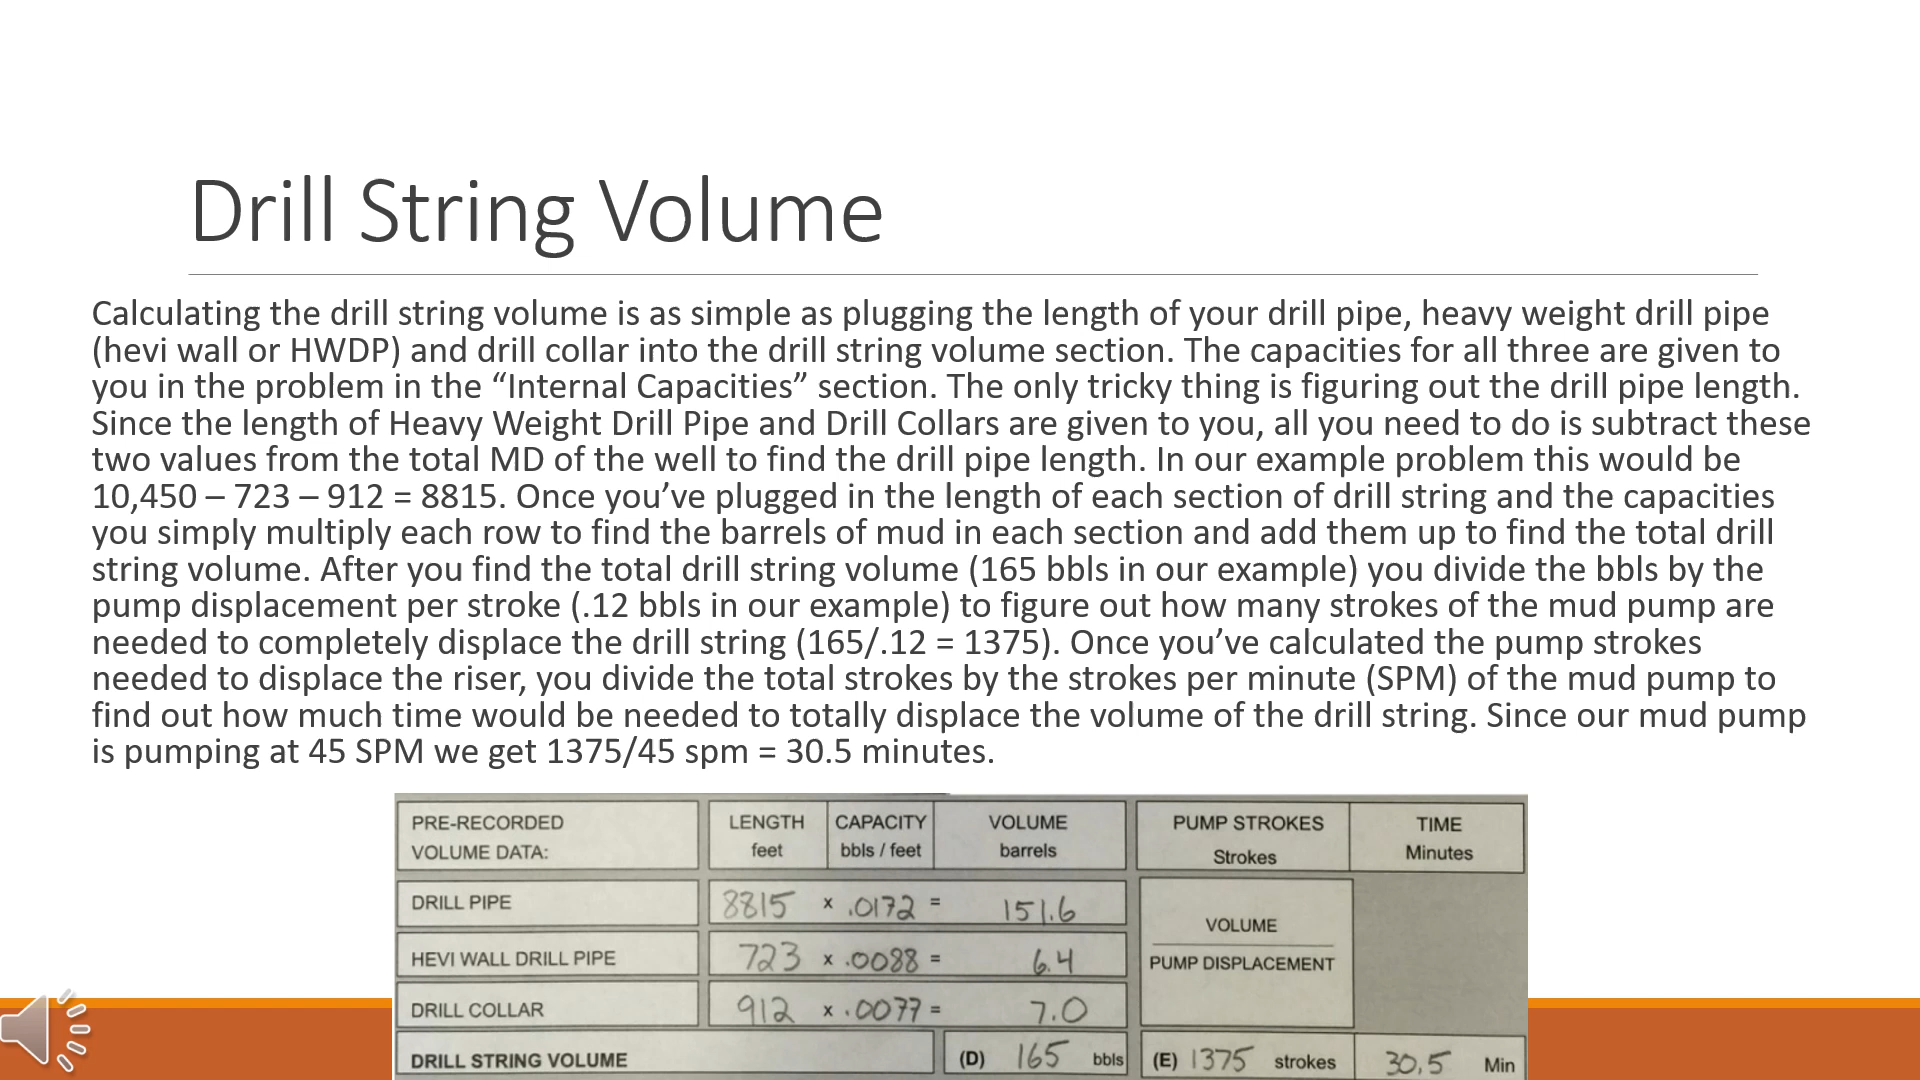 Drill String Volume
Calculating the drill string volume is as simple as plugging the length of your drill pipe, heavy weight drill pipe
(hevi wall or HWDP) and drill collar into the drill string volume section. The capacities for all three are given to
you in the problem in the “Internal Capacities” section. The only tricky thing is figuring out the drill pipe length.
Since the length of Heavy Weight Drill Pipe and Drill Collars are given to you, all you need to do is subtract these
two values from the total MD of the well to find the drill pipe length. In our example problem this would be
10,450 – 723 – 912 = 8815. Once you’ve plugged in the length of each section of drill string and the capacities
you simply multiply each row to find the barrels of mud in each section and add them up to find the total drill
string volume. After you find the total drill string volume (165 bbls in our example) you divide the bbls by the
pump displacement per stroke (.12 bbls in our example) to figure out how many strokes of the mud pump are
needed to completely displace the drill string (165/.12 = 1375). Once you’ve calculated the pump strokes
needed to displace the riser, you divide the total strokes by the strokes per minute (SPM) of the mud pump to
find out how much time would be needed to totally displace the volume of the drill string. Since our mud pump
is pumping at 45 SPM we get 1375/45 spm = 30.5 minutes.
PRE-RECORDED LENGTH CAPACITY VOLUME PUMP STROKES TIME
VOLUME DATA: feet bbls / feet barrels Strokes Minutes
DRILL PIPE 8815 x .0172 = 151.6
VOLUME
HEVI WALL DRILL PIPE 723 x .0088 = 6.4
PUMP DISPLACEMENT
DRILL COLLAR 912 x .0077 = 7.0
DRILL STRING VOLUME (D) 165 bbls (E) 1375 strokes 30.5 Min